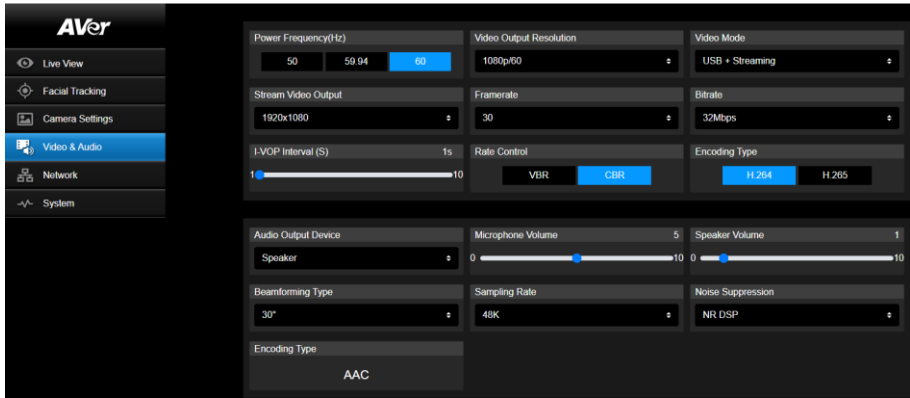 AVer
Live View
Facial Tracking
Camera Settings
Video & Audio
Network
System
Power Frequency(Hz)
50 59.94 60
Video Output Resolution
1080p/60
Video Mode
USB + Streaming
Stream Video Output
1920x1080
Framerate
30
Bitrate
32Mbps
I-VOP Interval (S) 1s
1 10
Rate Control
VBR CBR
Encoding Type
H.264 H.265
Audio Output Device
Speaker
Microphone Volume 5
0 10
Speaker Volume 1
0 10
Beamforming Type
30°
Sampling Rate
48K
Noise Suppression
NR DSP
Encoding Type
AAC